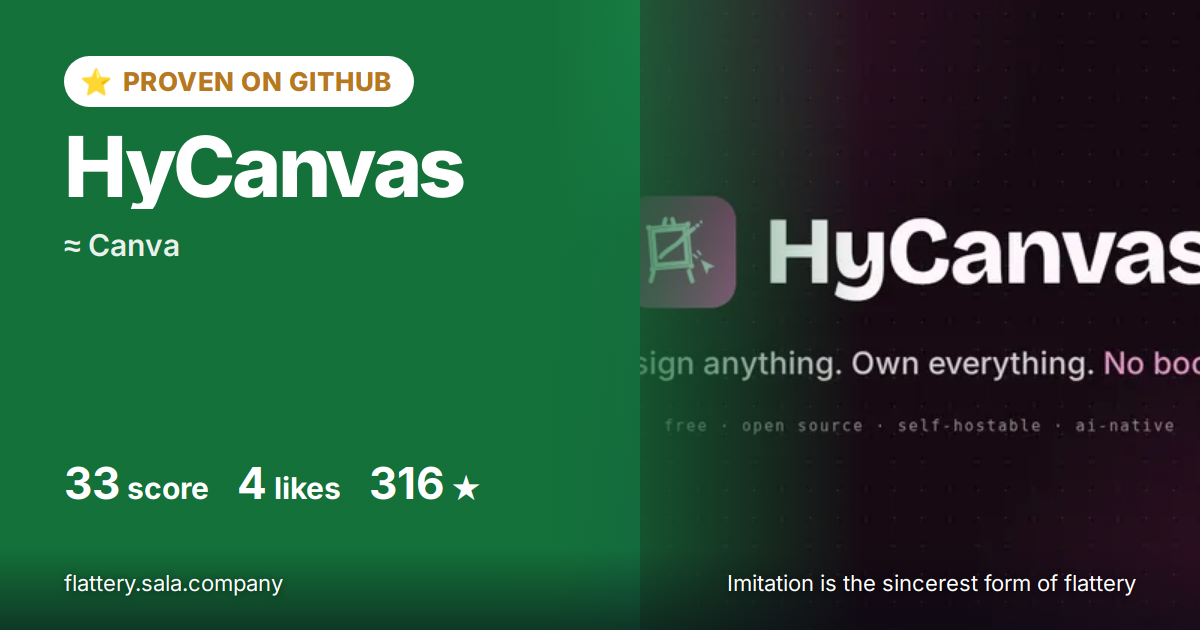 ⭐ PROVEN ON GITHUB
HyCanvas
≈ Canva
33 score 4 likes 316 ★
flattery.sala.company
HyCanvas
anything. Own everything. No
free · open source · self-hostable · ai-native
Imitation is the sincerest form of flattery